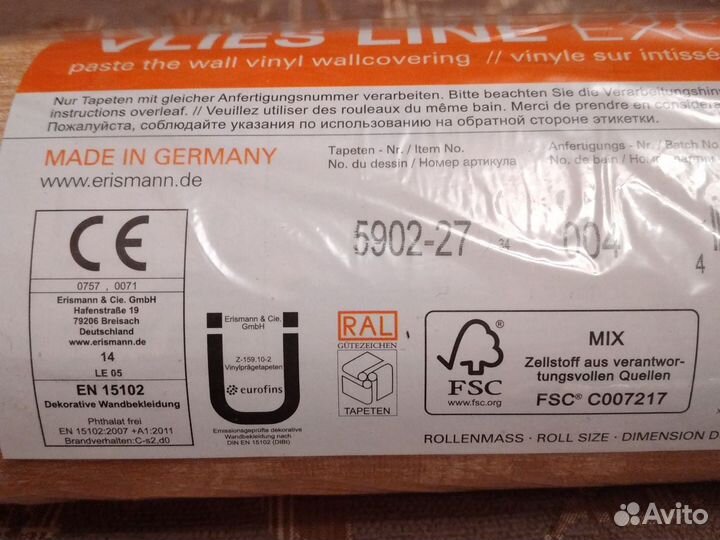 VLIES LINE
paste the wall vinyl wallcovering // vinyle sur intissé
Nur Tapeten mit gleicher Anfertigungsnummer verarbeiten. Bitte beachten Sie die
instructions overleaf. // Veuillez utiliser des rouleaux du même bain. Merci de prendre en
Пожалуйста, соблюдайте указания по использованию на обратной стороне этикетки.
MADE IN GERMANY
www.erismann.de
Tapeten - Nr. / Item No.
No. du dessin / Номер артикула
Anfertigungs - Nr. / Batch No
No. de bain /
5902-27 34 004
4
CE
0757 , 0071
Erismann & Cie. GmbH
Hafenstraße 19
79206 Breisach
Deutschland
www.erismann.de
14
LE 05
EN 15102
Dekorative Wandbekleidung
Phthalat frei
EN 15102:2007 +A1:2011
Brandverhalten:C-s2,d0
Erismann & Cie.
GmbH
Z-159.10-2
Vinylprägetapeten
eurofins
Emissionsgeprüfte dekorative
Wandbekleidung nach
DIN EN 15102 (DIBt)
RAL
GÜTEZEICHEN
TAPETEN
FSC
www.fsc.org
MIX
Zellstoff aus verantwor-
tungsvollen Quellen
FSC® C007217
ROLLENMASS · ROLL SIZE · DIMENSION
Avito